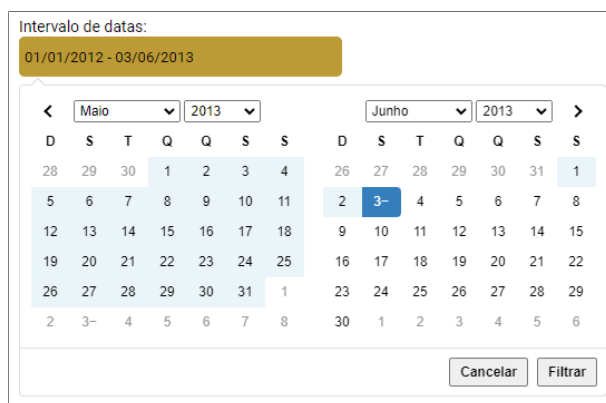 Intervalo de datas:
01/01/2012 - 03/06/2013
Maio 2013 Junho 2013
D S T Q Q S S D S T Q Q S S
28 29 30 1 2 3 4 26 27 28 29 30 31 1
5 6 7 8 9 10 11 2 3− 4 5 6 7 8
12 13 14 15 16 17 18 9 10 11 12 13 14 15
19 20 21 22 23 24 25 16 17 18 19 20 21 22
26 27 28 29 30 31 1 23 24 25 26 27 28 29
2 3− 4 5 6 7 8 30 1 2 3 4 5 6
Cancelar Filtrar